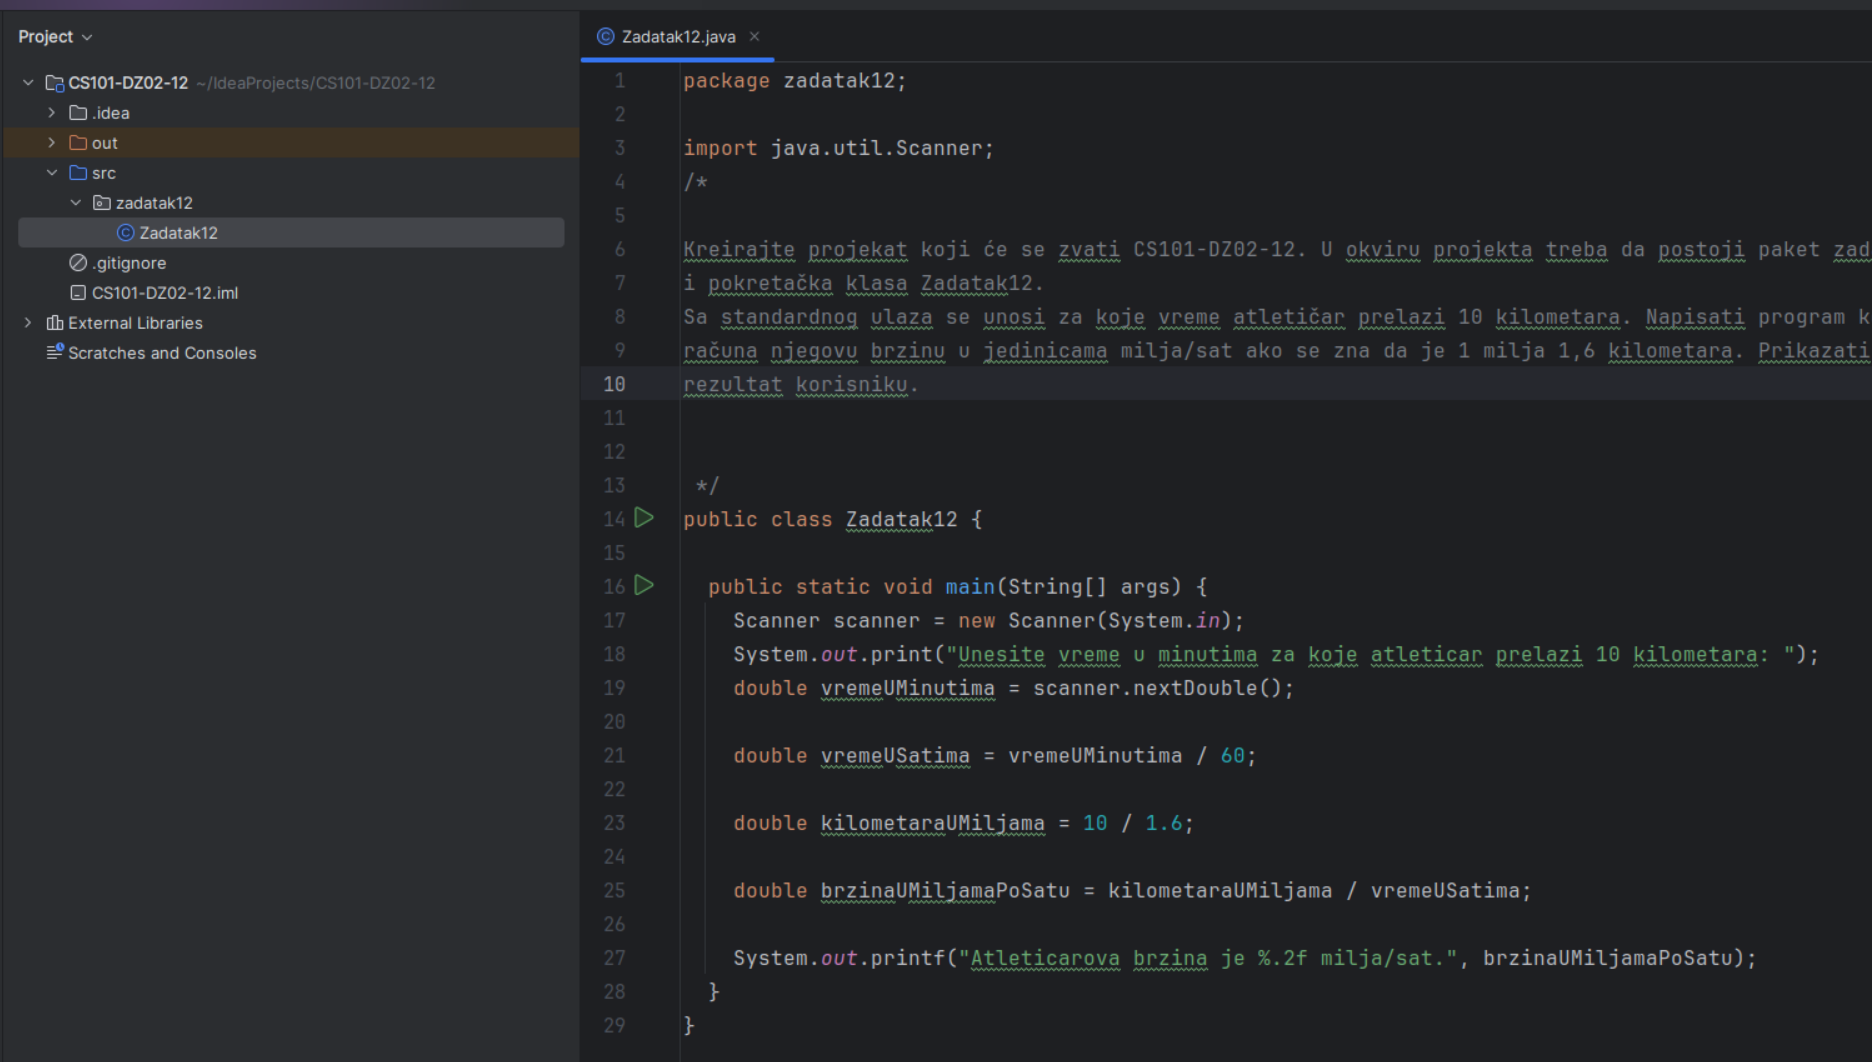 Project
CS101-DZ02-12 ~/IdeaProjects/CS101-DZ02-12
.idea
out
src
zadatak12
Zadatak12
.gitignore
CS101-DZ02-12.iml
External Libraries
Scratches and Consoles
Zadatak12.java
1 package zadatak12;
2
3 import java.util.Scanner;
4 /*
5
6 Kreirajte projekat koji će se zvati CS101-DZ02-12. U okviru projekta treba da postoji paket zad
7 i pokretačka klasa Zadatak12.
8 Sa standardnog ulaza se unosi za koje vreme atletičar prelazi 10 kilometara. Napisati program k
9 računa njegovu brzinu u jedinicama milja/sat ako se zna da je 1 milja 1,6 kilometara. Prikazati
10 rezultat korisniku.
11
12
13 */
14 public class Zadatak12 {
15
16 public static void main(String[] args) {
17 Scanner scanner = new Scanner(System.in);
18 System.out.print("Unesite vreme u minutima za koje atleticar prelazi 10 kilometara: ");
19 double vremeUMinutima = scanner.nextDouble();
20
21 double vremeUSatima = vremeUMinutima / 60;
22
23 double kilometaraUMiljama = 10 / 1.6;
24
25 double brzinaUMiljamaPoSatu = kilometaraUMiljama / vremeUSatima;
26
27 System.out.printf("Atleticarova brzina je %.2f milja/sat.", brzinaUMiljamaPoSatu);
28 }
29 }